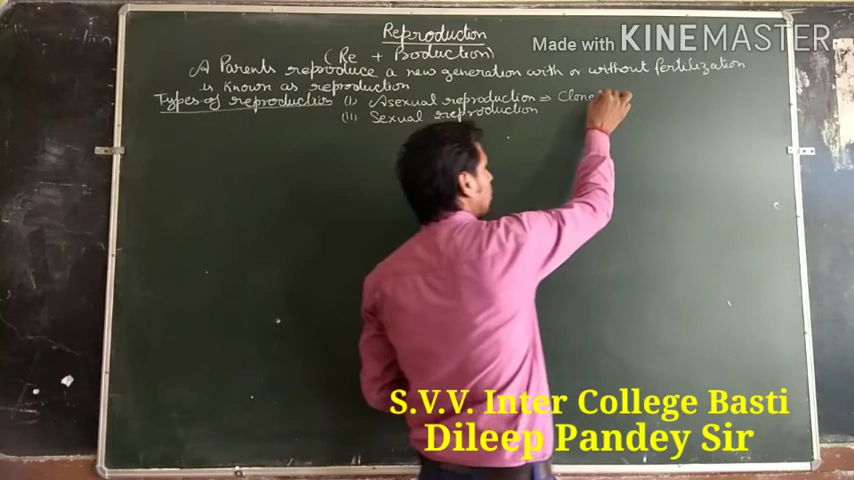 Reproduction
(Re + Production)
A Parents reproduce a new generation with or without fertilization
is known as reproduction
Types of reproduction (i) Asexual reproduction ⇒ Clone
(ii) Sexual reproduction
Made with KINEMASTER
S.V.V. Inter College Basti
Dileep Pandey Sir